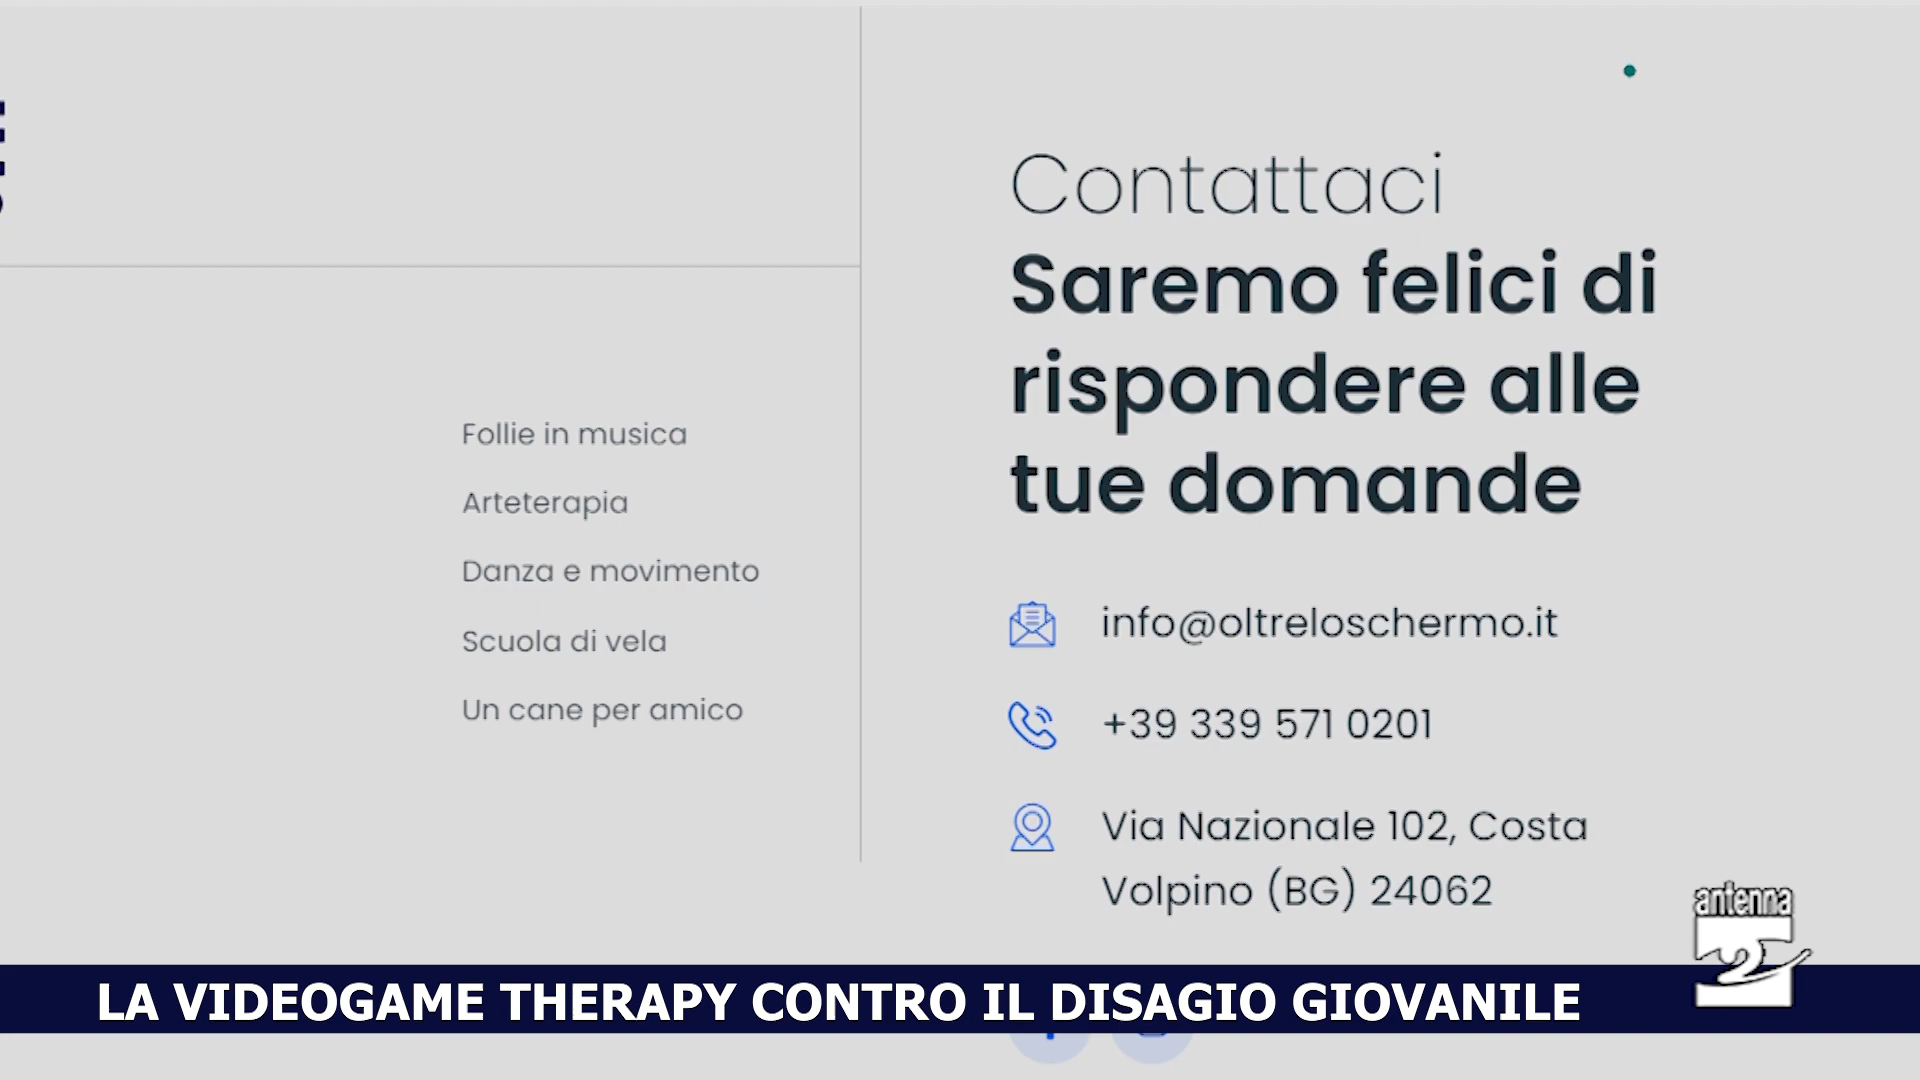 Follie in musica
Arteterapia
Danza e movimento
Scuola di vela
Un cane per amico
Contattaci
Saremo felici di
rispondere alle
tue domande
info@oltreloschermo.it
+39 339 571 0201
Via Nazionale 102, Costa
Volpino (BG) 24062
antenna
2
LA VIDEOGAME THERAPY CONTRO IL DISAGIO GIOVANILE